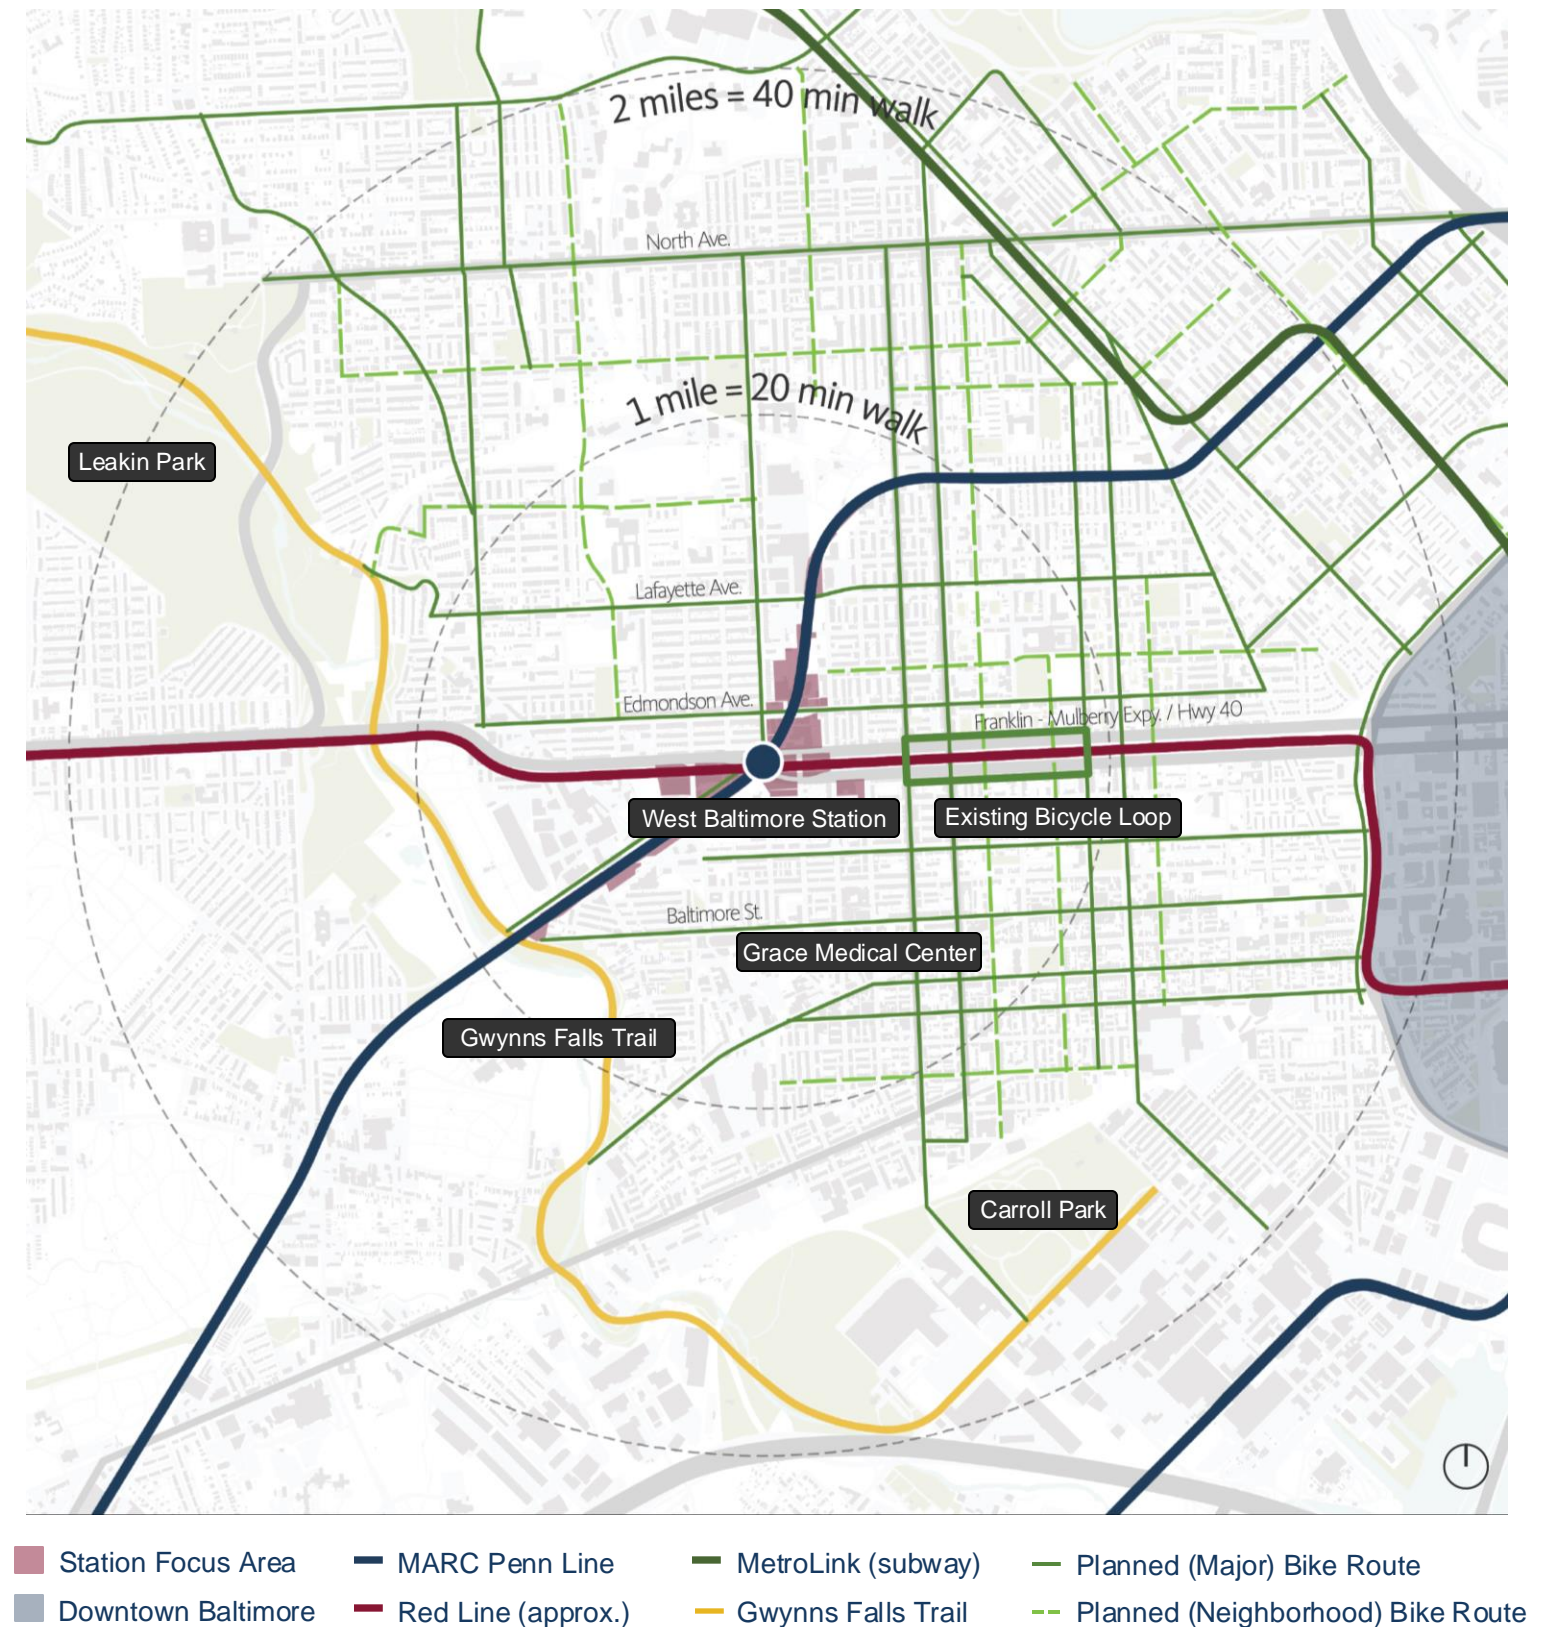 2 miles = 40 min walk
North Ave.
1 mile = 20 min walk
Leakin Park
Lafayette Ave.
Edmondson Ave.
Franklin - Mulberry Expy. / Hwy 40
West Baltimore Station
Existing Bicycle Loop
Baltimore St.
Grace Medical Center
Gwynns Falls Trail
Carroll Park
Station Focus Area
MARC Penn Line
MetroLink (subway)
Planned (Major) Bike Route
Downtown Baltimore
Red Line (approx.)
Gwynns Falls Trail
Planned (Neighborhood) Bike Route